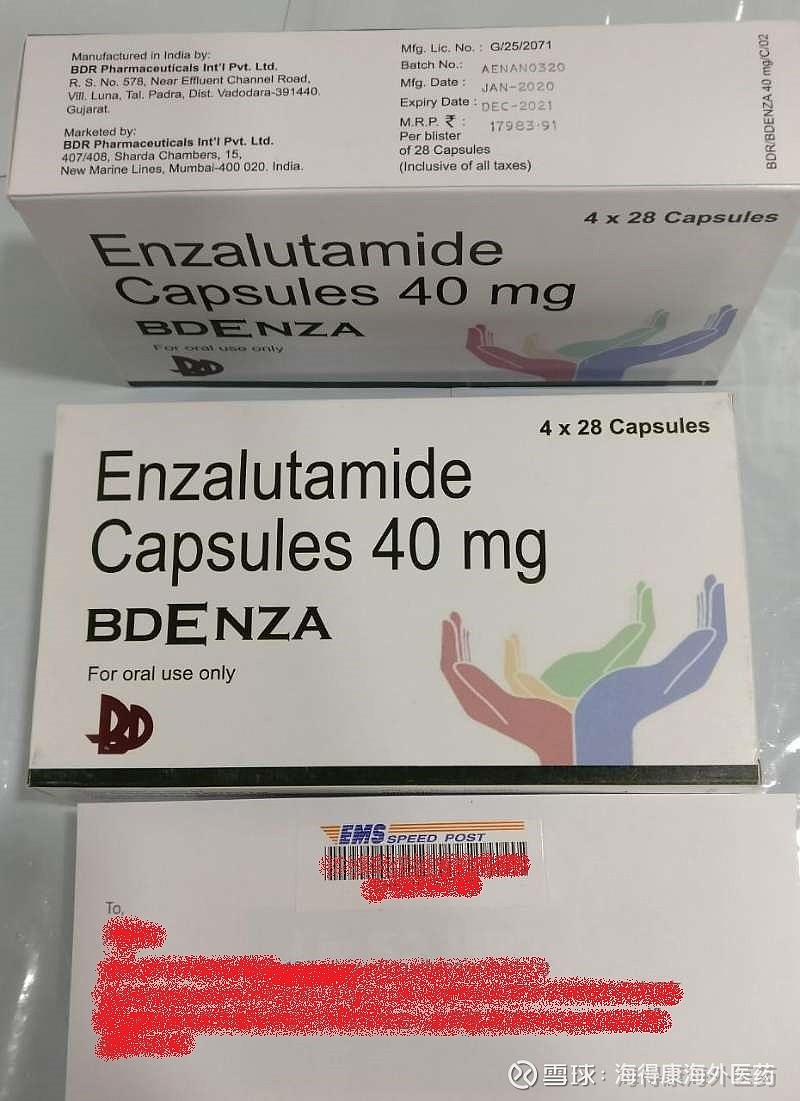 Manufactured in India by:
BDR Pharmaceuticals Int'l Pvt. Ltd.
R. S. No. 578, Near Effluent Channel Road,
Vill. Luna, Tal. Padra, Dist. Vadodara-391440.
Gujarat.
Marketed by:
BDR Pharmaceuticals Int'l Pvt. Ltd.
407/408, Sharda Chambers, 15,
New Marine Lines, Mumbai-400 020. India.
Mfg. Lic. No. : G/25/2071
Batch No.: AENAN0320
Mfg. Date : JAN-2020
Expiry Date : DEC-2021
M.R.P. ₹ : 17983.91
Per blister
of 28 Capsules
(Inclusive of all taxes)
BDR/BDENZA 40 mg/C/02
4 x 28 Capsules
Enzalutamide
Capsules 40 mg
BDENZA
For oral use only
BD
4 x 28 Capsules
Enzalutamide
Capsules 40 mg
BDENZA
For oral use only
BD
EMS SPEED POST
To,
雪球:海得康海外医药